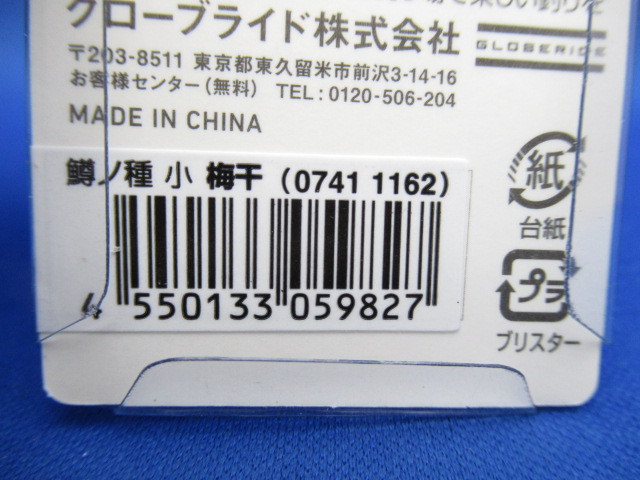 グローブライド株式会社
GLOBERIDE
〒203-8511 東京都東久留米市前沢3-14-16
お客様センター(無料) TEL:0120-506-204
MADE IN CHINA
鱒ノ種 小 梅干 (0741 1162)
4 550133 059827
紙
台紙
プラ
ブリスター